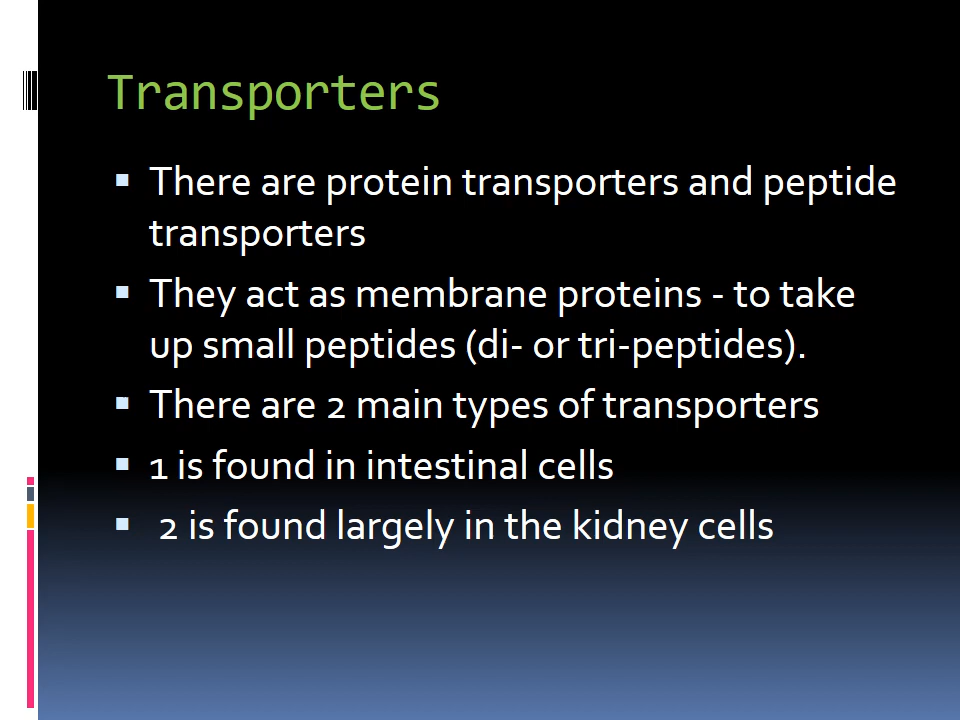 Transporters
▪ There are protein transporters and peptide
transporters
▪ They act as membrane proteins - to take
up small peptides (di- or tri-peptides).
▪ There are 2 main types of transporters
▪ 1 is found in intestinal cells
▪ 2 is found largely in the kidney cells